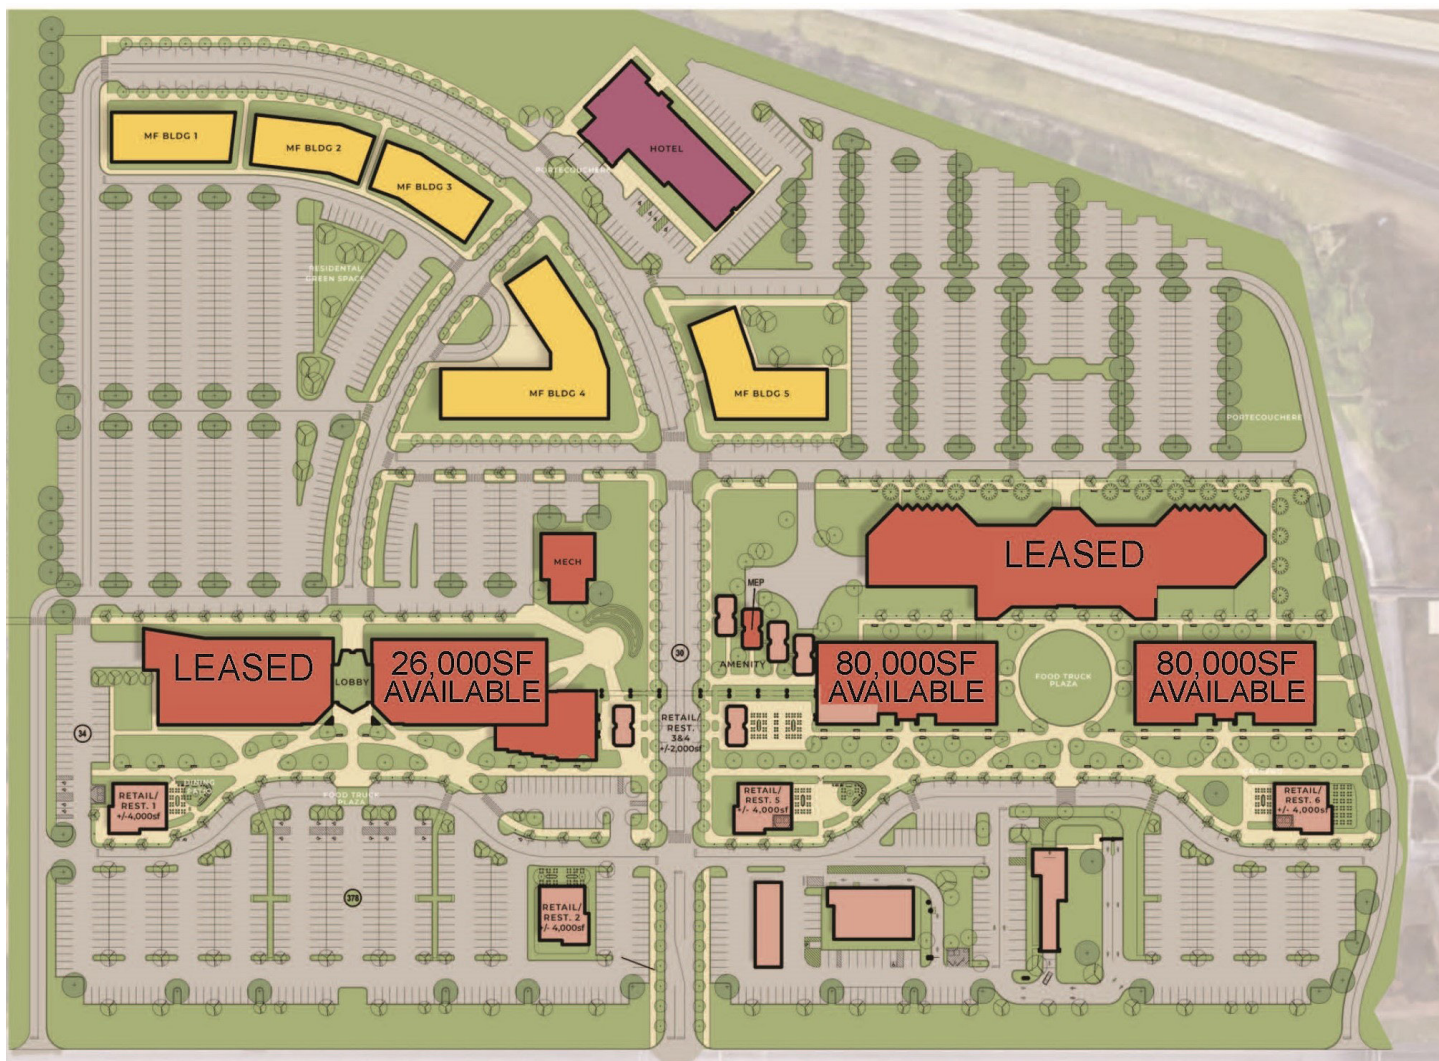 MF BLDG 1
MF BLDG 2
MF BLDG 3
HOTEL
PORTECOUCHERE
RESIDENTAL
GREEN SPACE
MF BLDG 4
MF BLDG 5
PORTECOUCHERE
MECH
LEASED
MEP
LEASED
LOBBY
26,000SF
AVAILABLE
30
AMENITY
80,000SF
AVAILABLE
FOOD TRUCK
PLAZA
80,000SF
AVAILABLE
34
RETAIL/
REST.
3&4
+/-2,000sf
RETAIL/
REST. 1
+/-4,000sf
DINING
PATIO
FOOD TRUCK
PLAZA
RETAIL/
REST. 5
+/- 4,000sf
RETAIL/
REST. 6
+/- 4,000sf
378
RETAIL/
REST. 2
+/- 4,000sf